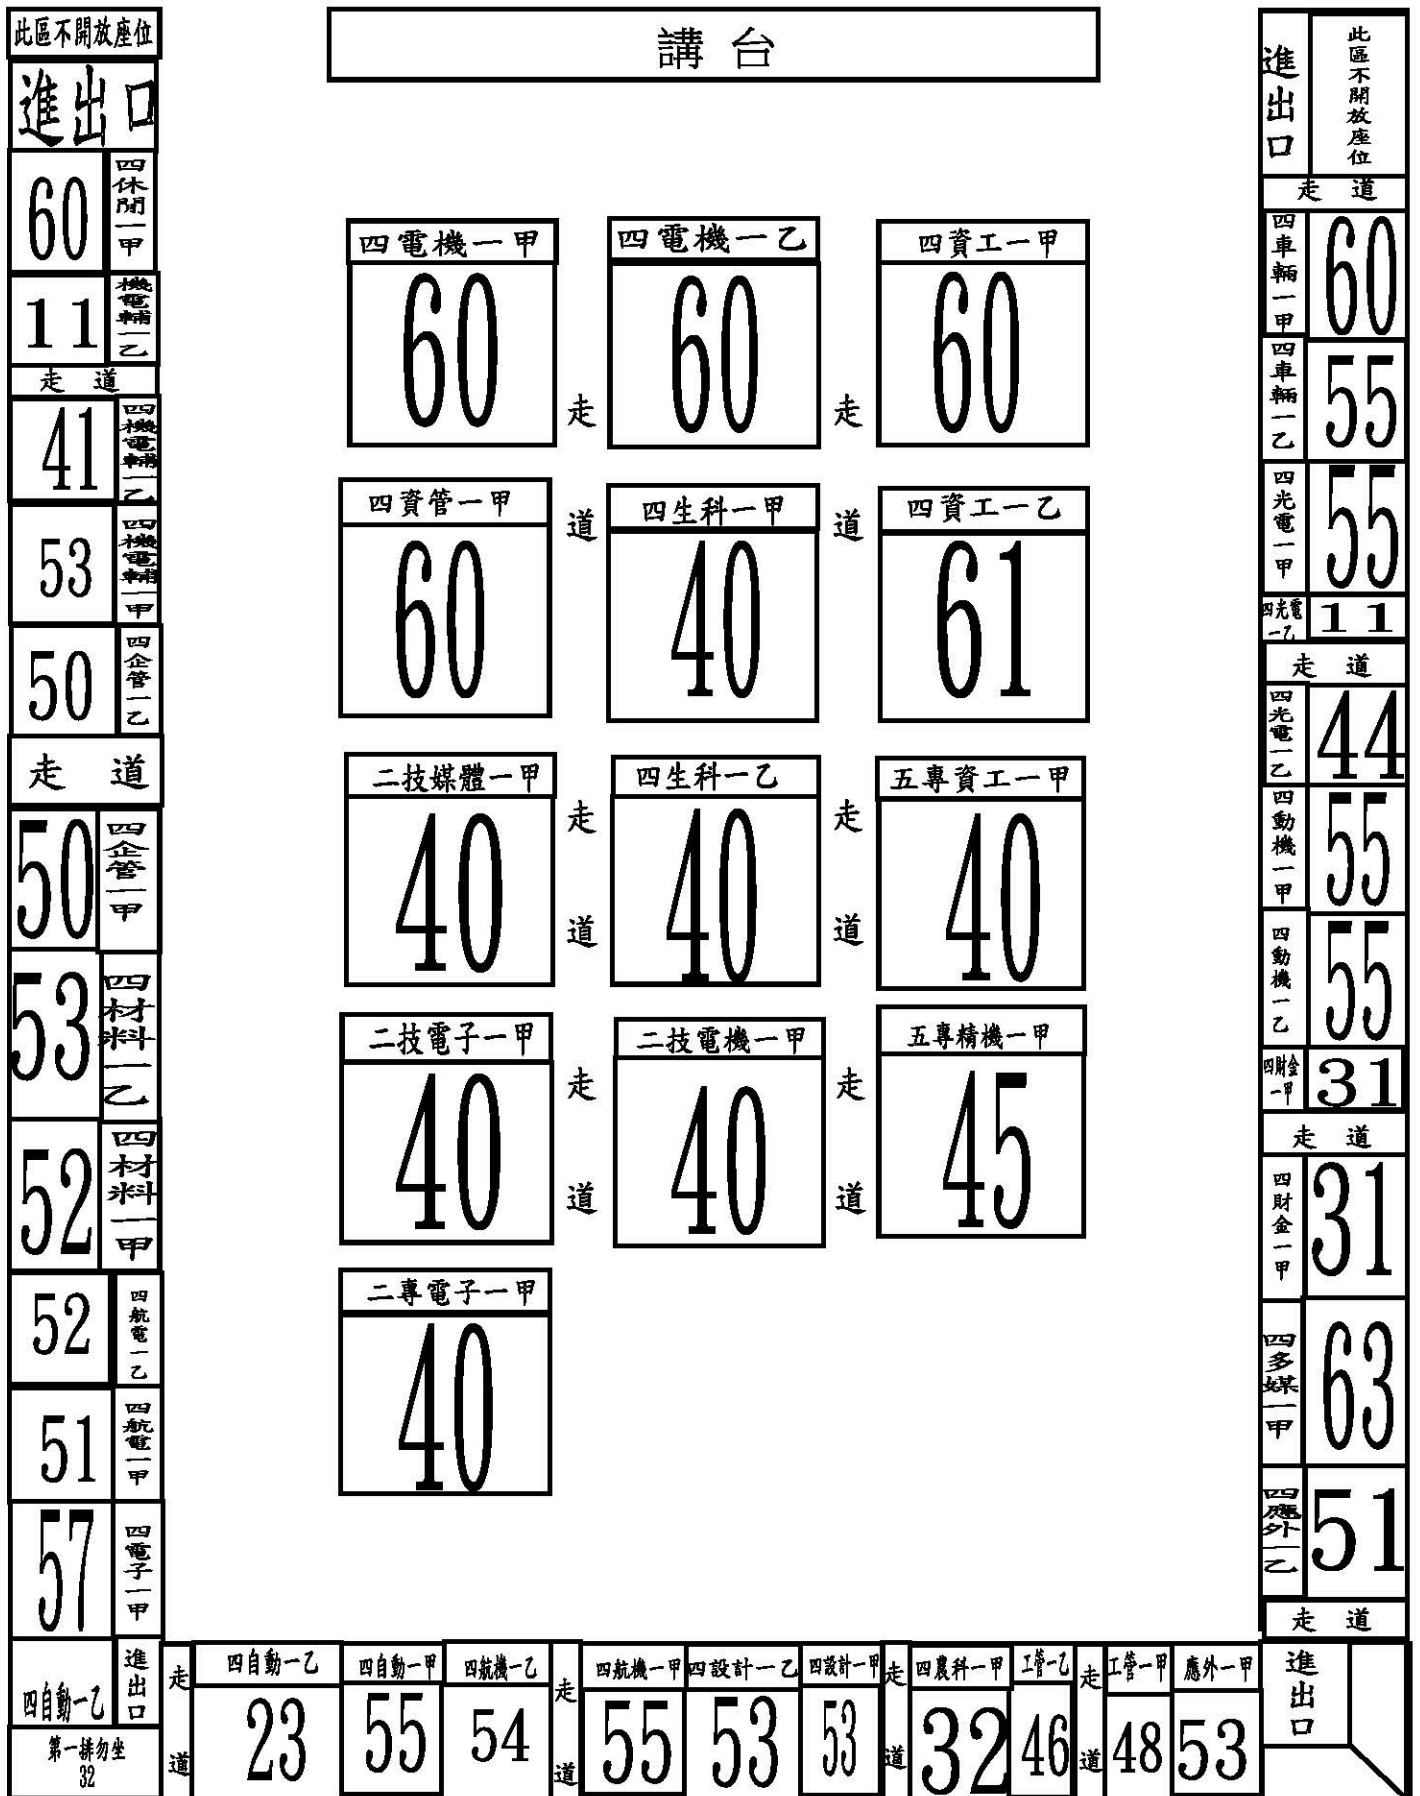 此區不開放座位
進出口
60 四休閒一甲
11 機電輔一乙
走 道
41 四機電輔一乙
53 四機電輔一甲
50 四企管一乙
走 道
50 四企管一甲
53 四材料一乙
52 四材料一甲
52 四航電一乙
51 四航電一甲
57 四電子一甲
四自動一乙 進出口
第一排勿坐
32
講 台
四電機一甲 四電機一乙 四資工一甲
60 60 60
走 走
四資管一甲 四生科一甲 四資工一乙
道 道
60 40 61
二技媒體一甲 四生科一乙 五專資工一甲
走 走
40 40 40
道 道
二技電子一甲 二技電機一甲 五專精機一甲
走 走
40 40 45
道 道
二專電子一甲
40
進出口 此區不開放座位
走 道
四車輛一甲 60
四車輛一乙 55
四光電一甲 55
四光電一乙 11
走 道
四光電一乙 44
四動機一甲 55
四動機一乙 55
四財金一甲 31
走 道
四財金一甲 31
四多媒一甲 63
四應外一乙 51
走 道
進出口
走道 四自動一乙 四自動一甲 四航機一乙 走道 四航機一甲 四設計一乙 四設計一甲 走道 四農科一甲 工管一乙 走道 工管一甲 應外一甲
23 55 54 55 53 53 32 46 48 53